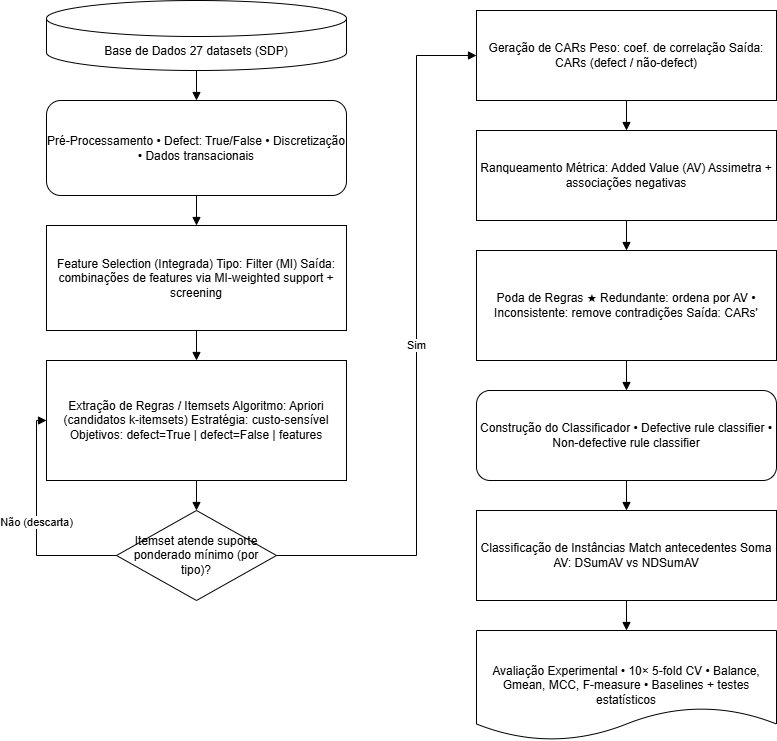 Base de Dados 27 datasets (SDP)
Pré-Processamento • Defect: True/False • Discretização
• Dados transacionais
Feature Selection (Integrada) Tipo: Filter (MI) Saída:
combinações de features via MI-weighted support +
screening
Extração de Regras / Itemsets Algoritmo: Apriori
(candidatos k-itemsets) Estratégia: custo-sensível
Objetivos: defect=True | defect=False | features
Não (descarta)
Itemset atende suporte
ponderado mínimo (por
tipo)?
Sim
Geração de CARs Peso: coef. de correlação Saída:
CARs (defect / não-defect)
Ranqueamento Métrica: Added Value (AV) Assimetra +
associações negativas
Poda de Regras ★ Redundante: ordena por AV •
Inconsistente: remove contradições Saída: CARs'
Construção do Classificador • Defective rule classifier •
Non-defective rule classifier
Classificação de Instâncias Match antecedentes Soma
AV: DSumAV vs NDSumAV
Avaliação Experimental • 10× 5-fold CV • Balance,
Gmean, MCC, F-measure • Baselines + testes
estatísticos